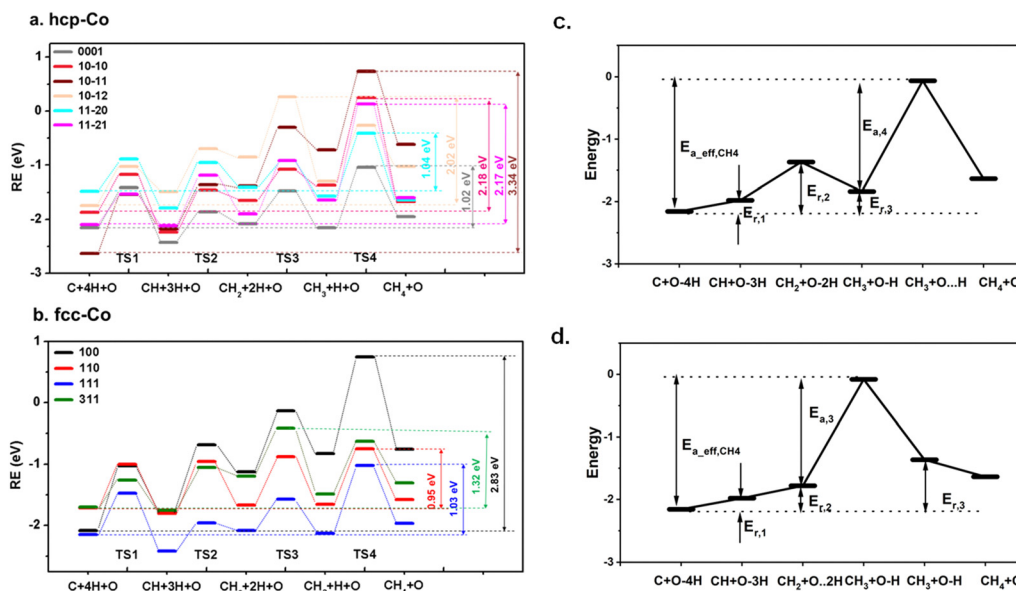 a. hcp-Co
0001
10-10
10-11
10-12
11-20
11-21
RE (eV)
1
0
-1
-2
-3
1.04 eV
2.02 eV
1.02 eV
2.18 eV
2.17 eV
3.34 eV
TS1
TS2
TS3
TS4
C+4H+O
CH+3H+O
CH2+2H+O
CH3+H+O
CH4+O
b. fcc-Co
100
110
111
311
RE (eV)
1
0
-1
-2
0.95 eV
1.03 eV
1.32 eV
2.83 eV
TS1
TS2
TS3
TS4
C+4H+O
CH+3H+O
CH2+2H+O
CH3+H+O
CH4+O
c.
Energy
0
-1
-2
-3
Ea_eff,CH4
Ea,4
Er,1
Er,2
Er,3
C+O-4H
CH+O-3H
CH2+O-2H
CH3+O-H
CH3+O...H
CH4+O
d.
Energy
0
-1
-2
-3
Ea_eff,CH4
Ea,3
Er,1
Er,2
Er,3
C+O-4H
CH+O-3H
CH2+O..2H
CH3+O-H
CH3+O-H